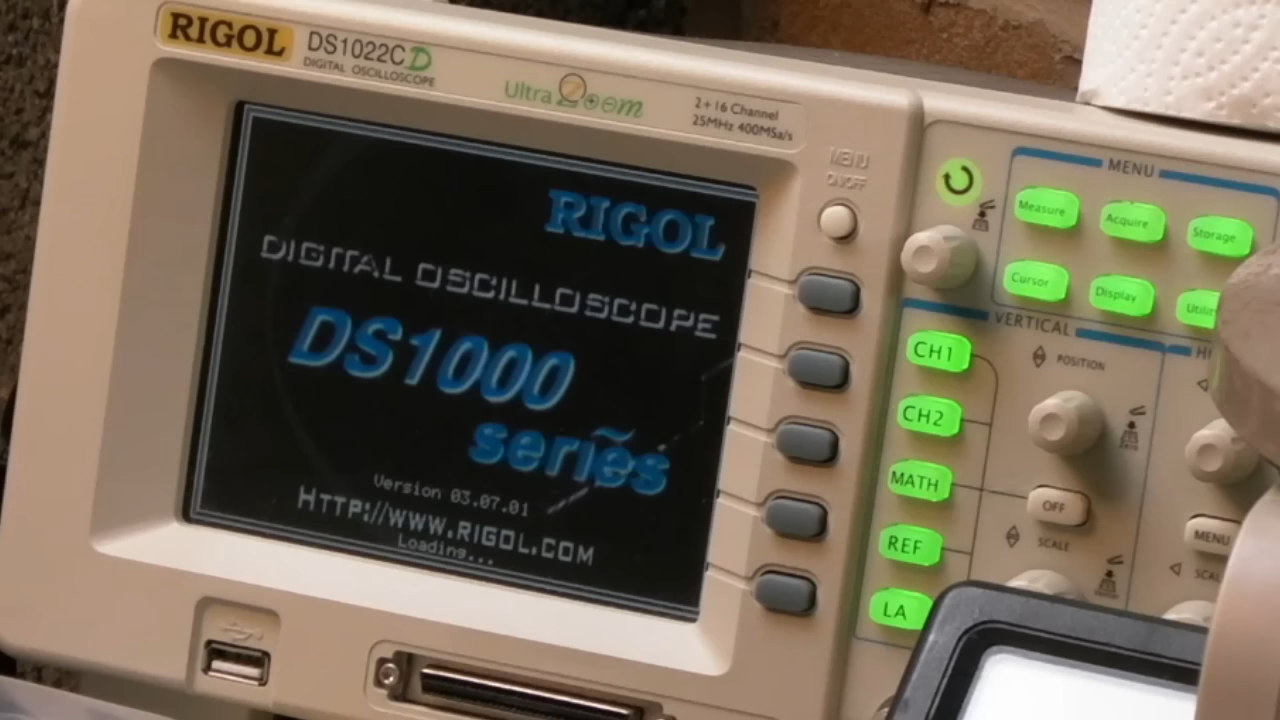 RIGOL
DS1022CD
DIGITAL OSCILLOSCOPE
Ultra Zoom
2+16 Channel
25MHz 400MSa/s
MENU
ON/OFF
RIGOL
DIGITAL OSCILLOSCOPE
DS1000
series
Version 03.07.01
HTTP://WWW.RIGOL.COM
Loading...
MENU
Measure
Acquire
Storage
Cursor
Display
VERTICAL
CH1
CH2
MATH
REF
LA
POSITION
OFF
SCALE
MENU